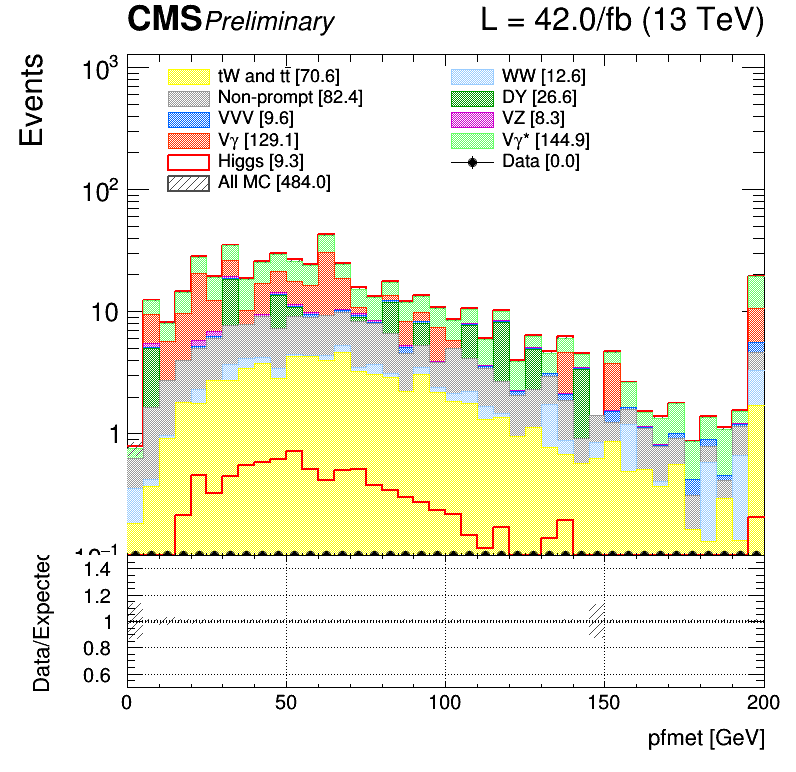 CMS Preliminary L = 42.0/fb (13 TeV)
Events
10³
10²
10
1
10⁻¹
tW and tt̄ [70.6]
Non-prompt [82.4]
VVV [9.6]
Vγ [129.1]
Higgs [9.3]
All MC [484.0]
WW [12.6]
DY [26.6]
VZ [8.3]
Vγ* [144.9]
Data [0.0]
Data/Expected
1.4
1.2
1
0.8
0.6
0 50 100 150 200
pfmet [GeV]